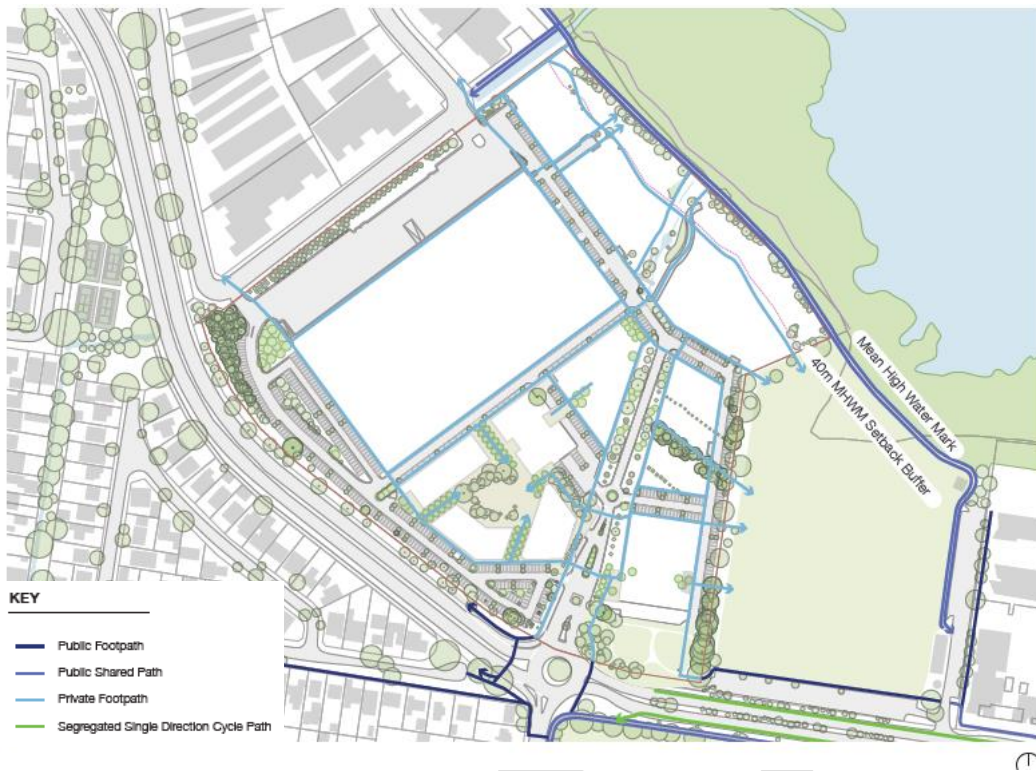 Mean High Water Mark
40m MHWM Setback Buffer
KEY
Public Footpath
Public Shared Path
Private Footpath
Segregated Single Direction Cycle Path